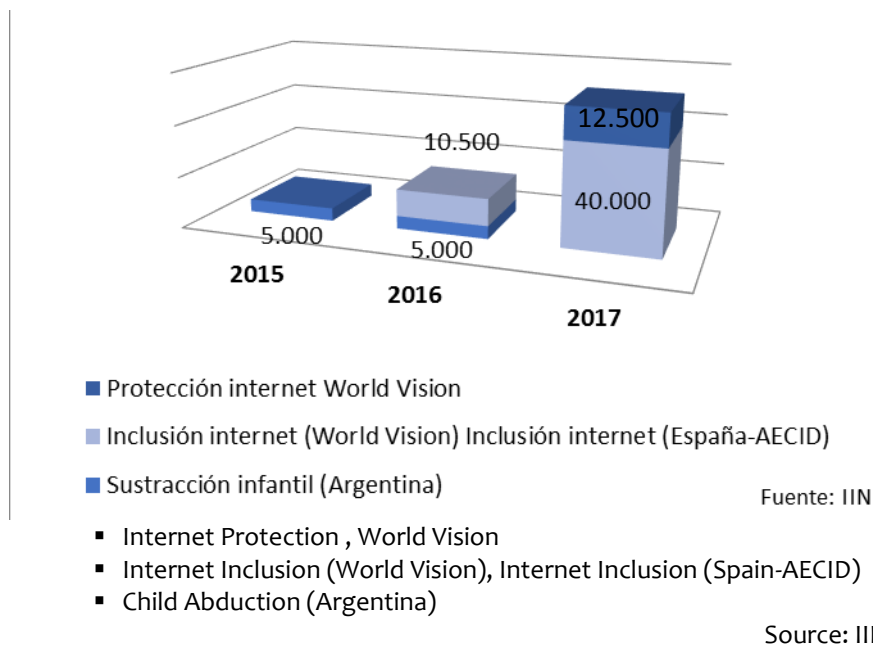 12.500
10.500
40.000
5.000
5.000
2015
2016
2017
Protección internet World Vision
Inclusión internet (World Vision) Inclusión internet (España-AECID)
Sustracción infantil (Argentina)
Fuente: IIN
Internet Protection , World Vision
Internet Inclusion (World Vision), Internet Inclusion (Spain-AECID)
Child Abduction (Argentina)
Source: